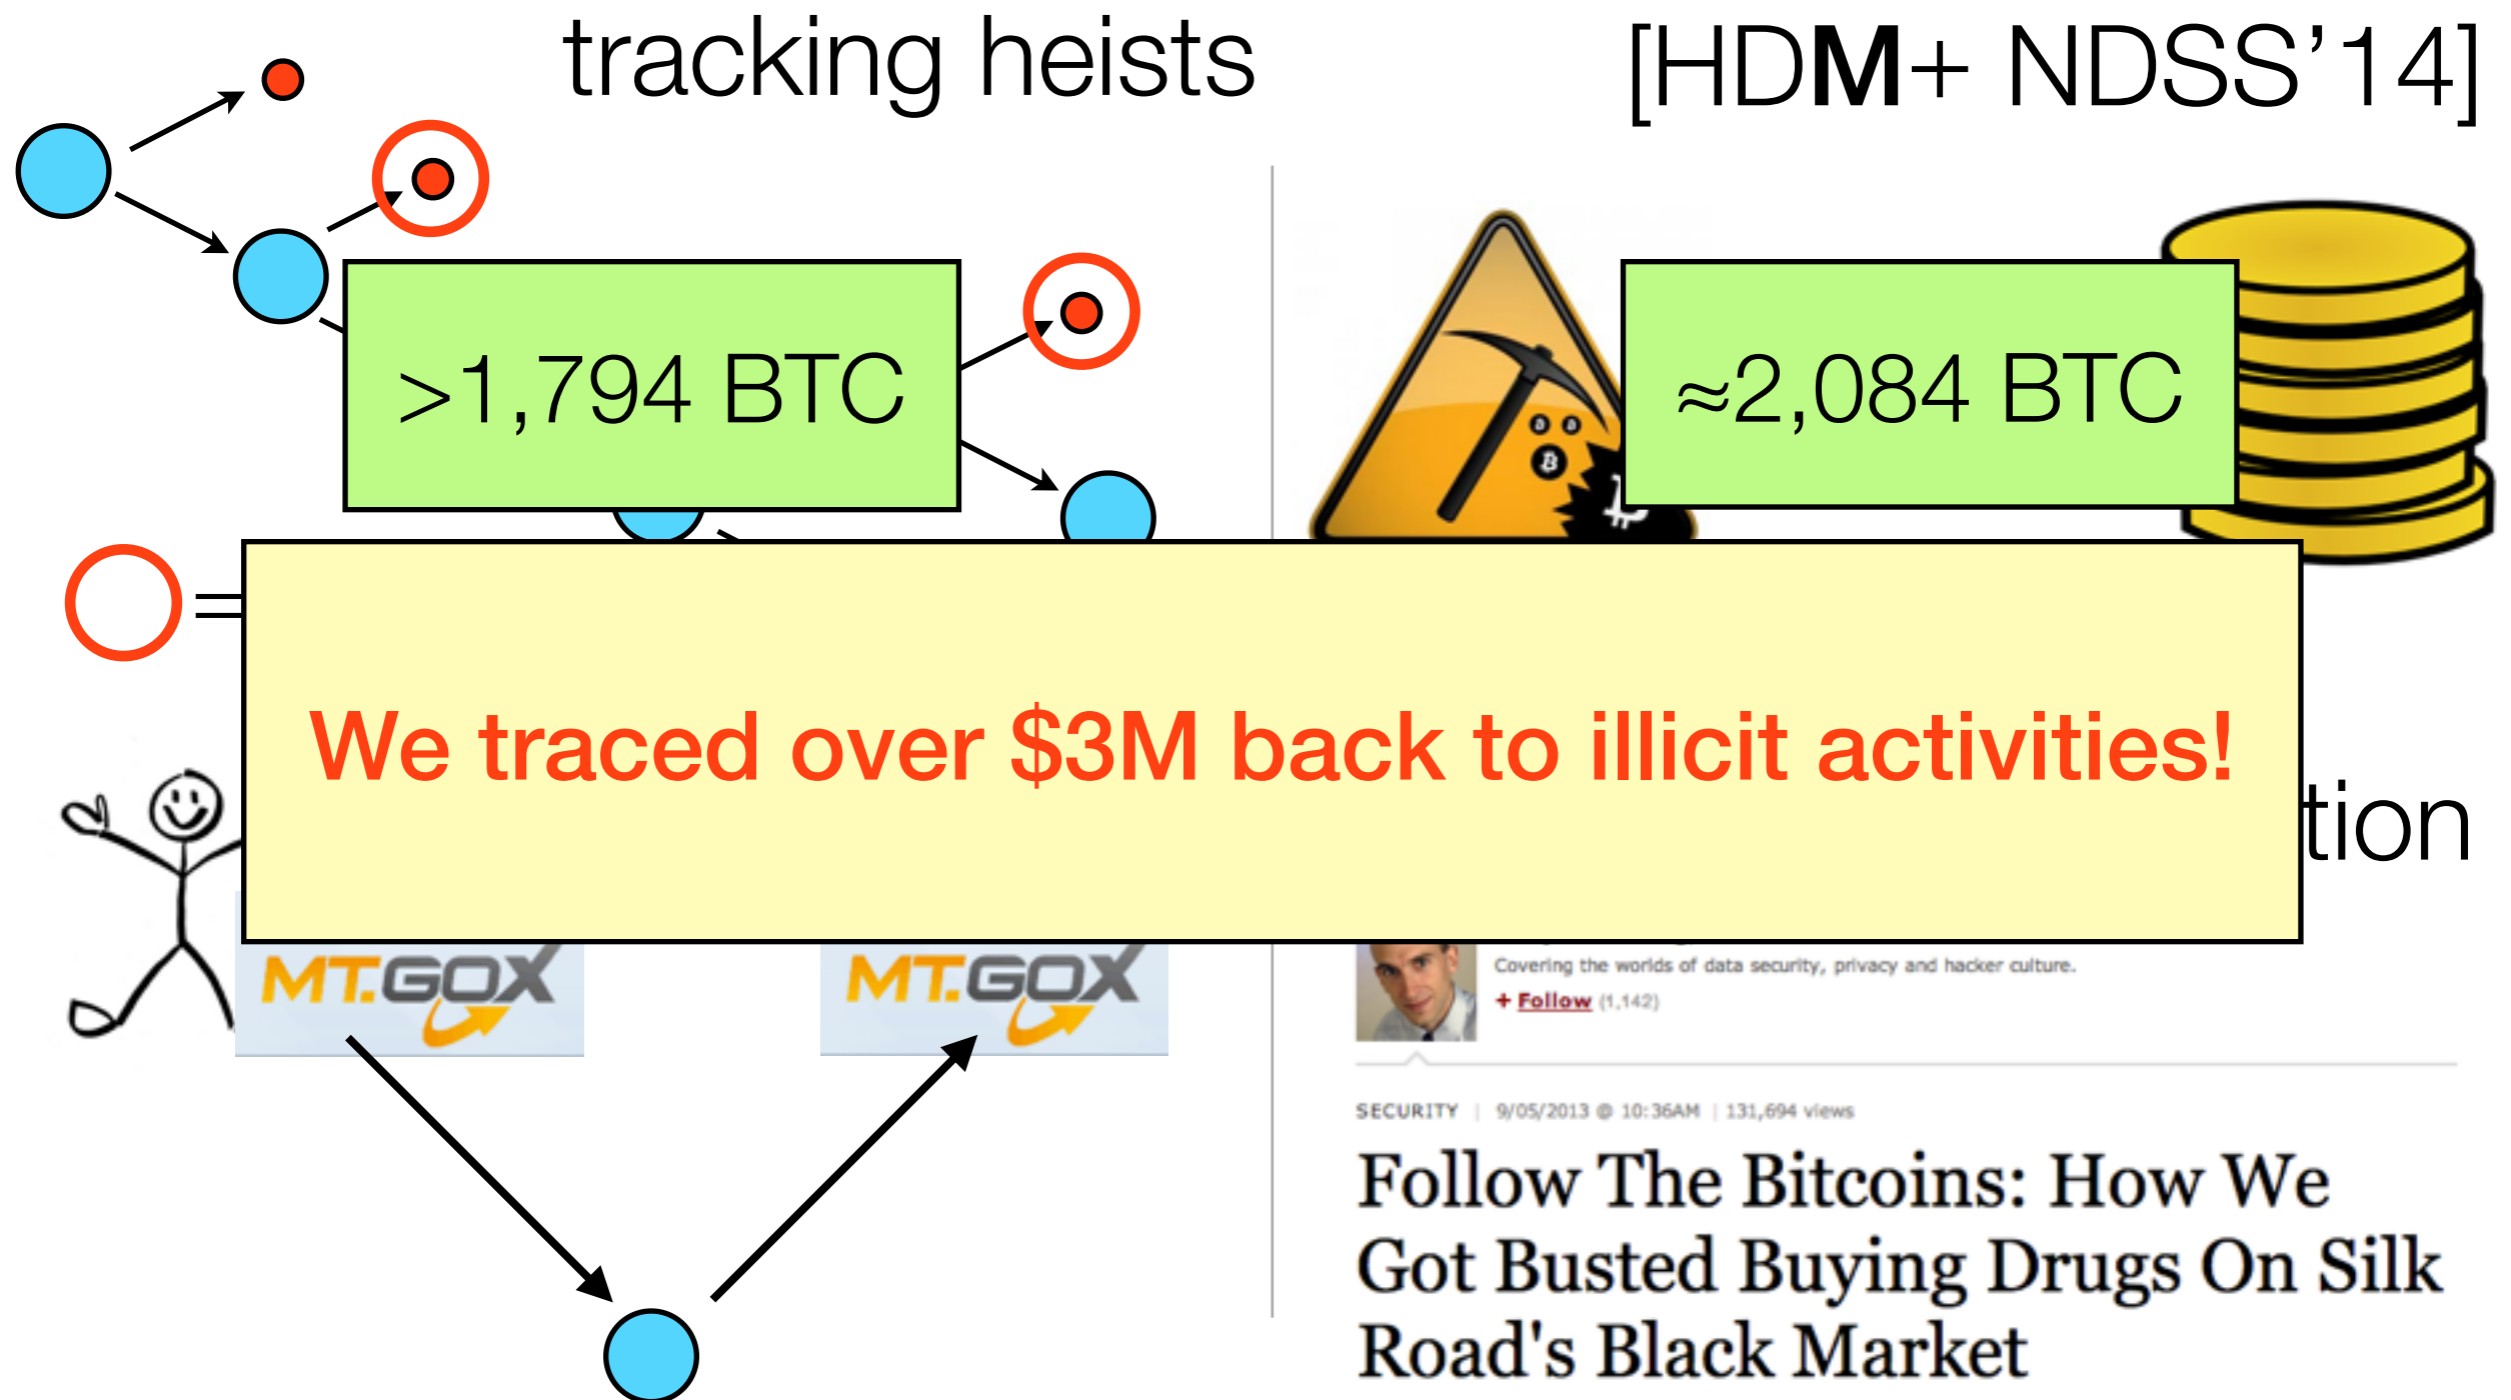 tracking heists
[HDM+ NDSS’14]
>1,794 BTC
≈2,084 BTC
=
We traced over $3M back to illicit activities!
tion
MT.GOX
MT.GOX
Covering the worlds of data security, privacy and hacker culture.
+ Follow (1,142)
SECURITY | 9/05/2013 @ 10:36AM | 131,694 views
Follow The Bitcoins: How We
Got Busted Buying Drugs On Silk
Road's Black Market